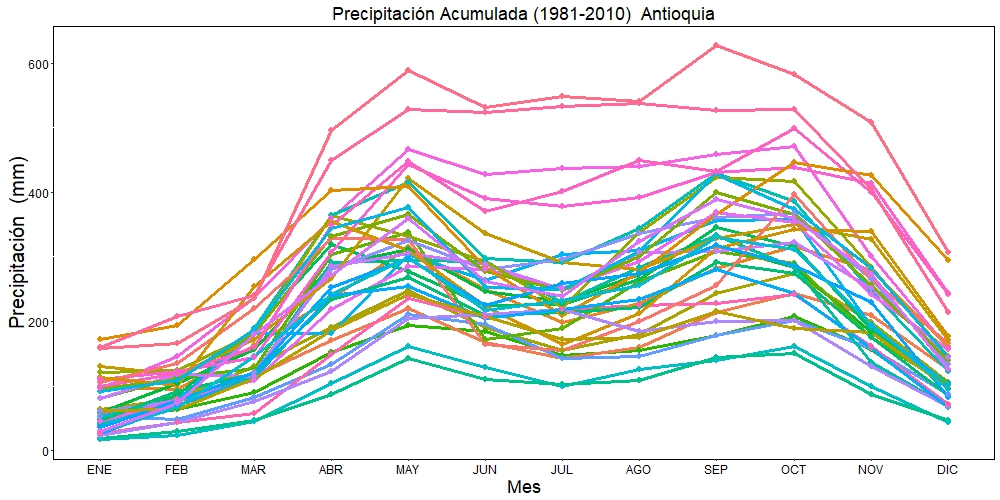 Precipitación Acumulada (1981-2010)  Antioquia
Precipitación  (mm)
600
400
200
0
ENE FEB MAR ABR MAY JUN JUL AGO SEP OCT NOV DIC
Mes